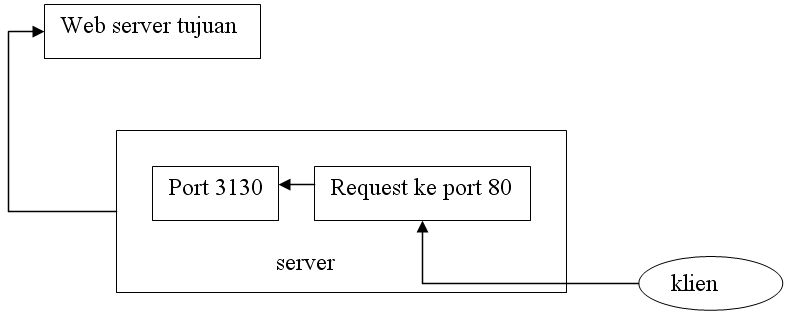 Web server tujuan
Port 3130
Request ke port 80
server
klien